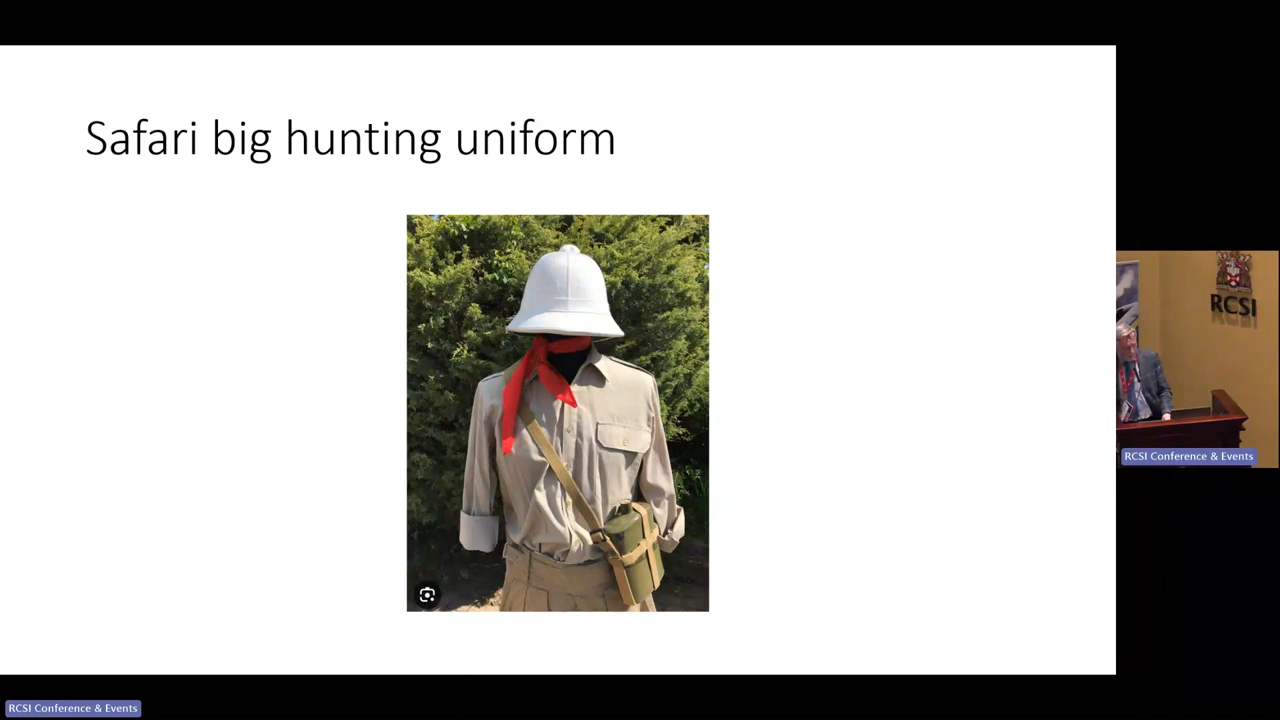 Safari big hunting uniform
RCSI
RCSI Conference & Events
RCSI Conference & Events